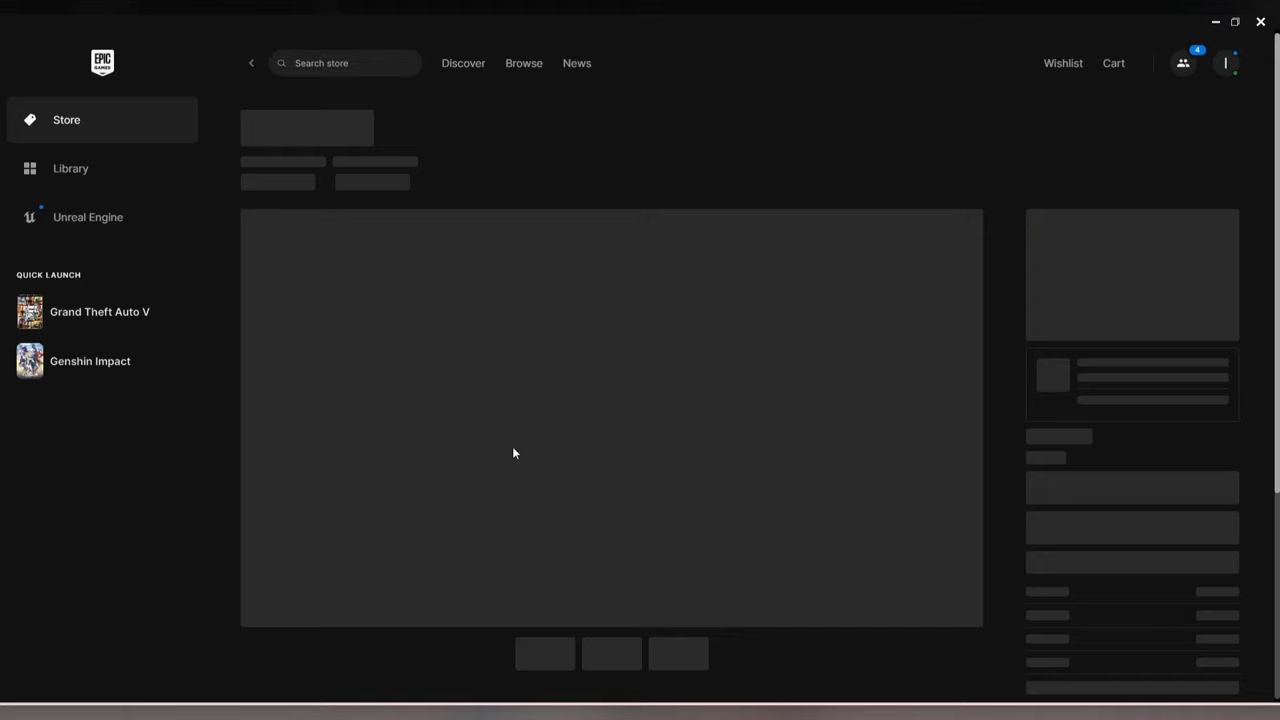 EPIC
GAMES
Search store
Discover
Browse
News
Wishlist
Cart
4
I
Store
Library
Unreal Engine
QUICK LAUNCH
Grand Theft Auto V
Genshin Impact